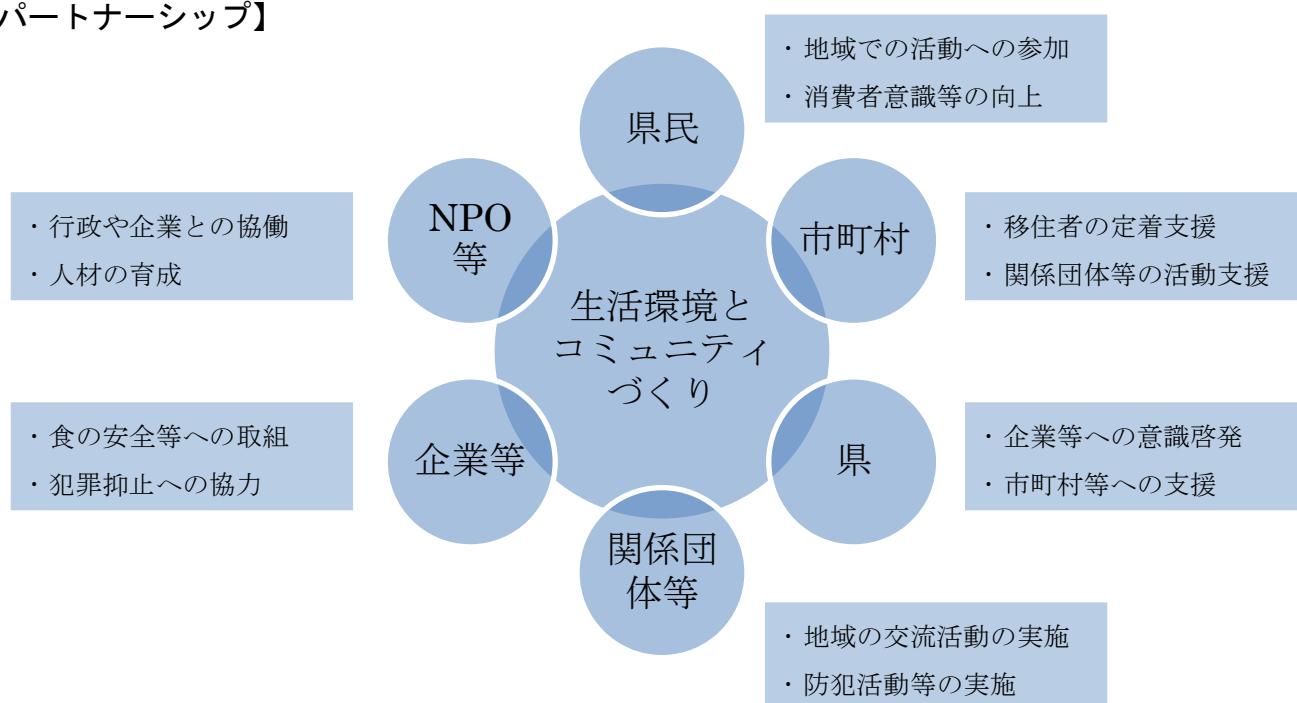 パートナーシップ】
・地域での活動への参加
・消費者意識等の向上
県民
NPO
等
・行政や企業との協働
・人材の育成
市町村
・移住者の定着支援
・関係団体等の活動支援
生活環境と
コミュニティ
づくり
企業等
・食の安全等への取組
・犯罪抑止への協力
県
・企業等への意識啓発
・市町村等への支援
関係団
体等
・地域の交流活動の実施
・防犯活動等の実施